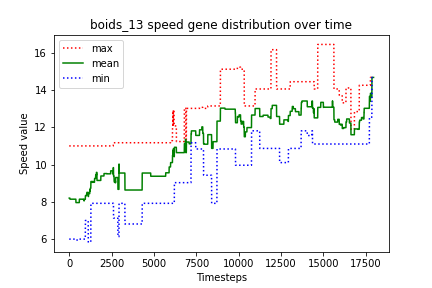 boids_13 speed gene distribution over time
max
mean
min
Speed value
16
14
12
10
8
6
0 2500 5000 7500 10000 12500 15000 17500
Timesteps